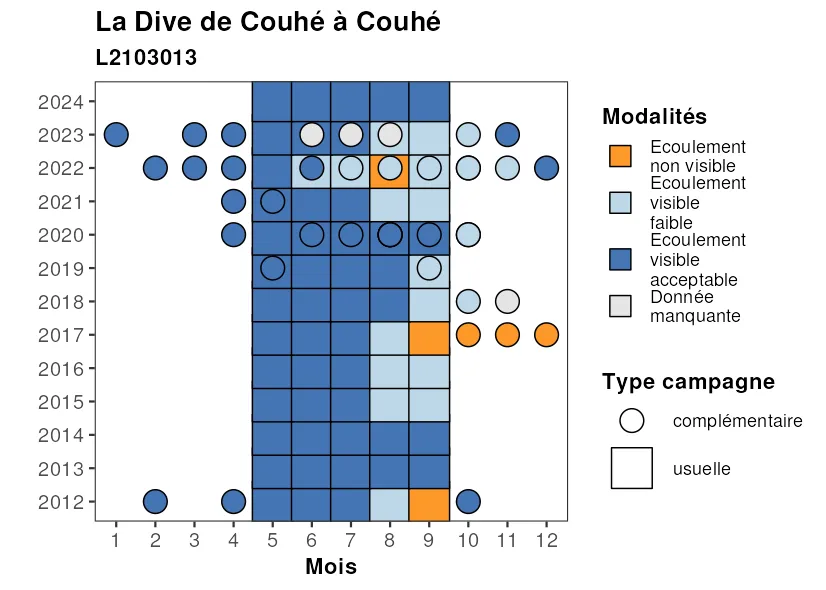 La Dive de Couhé à Couhé
L2103013
2024
2023
2022
2021
2020
2019
2018
2017
2016
2015
2014
2013
2012
1 2 3 4 5 6 7 8 9 10 11 12
Mois
Modalités
Ecoulement
non visible
Ecoulement
visible
faible
Ecoulement
visible
acceptable
Donnée
manquante
Type campagne
complémentaire
usuelle